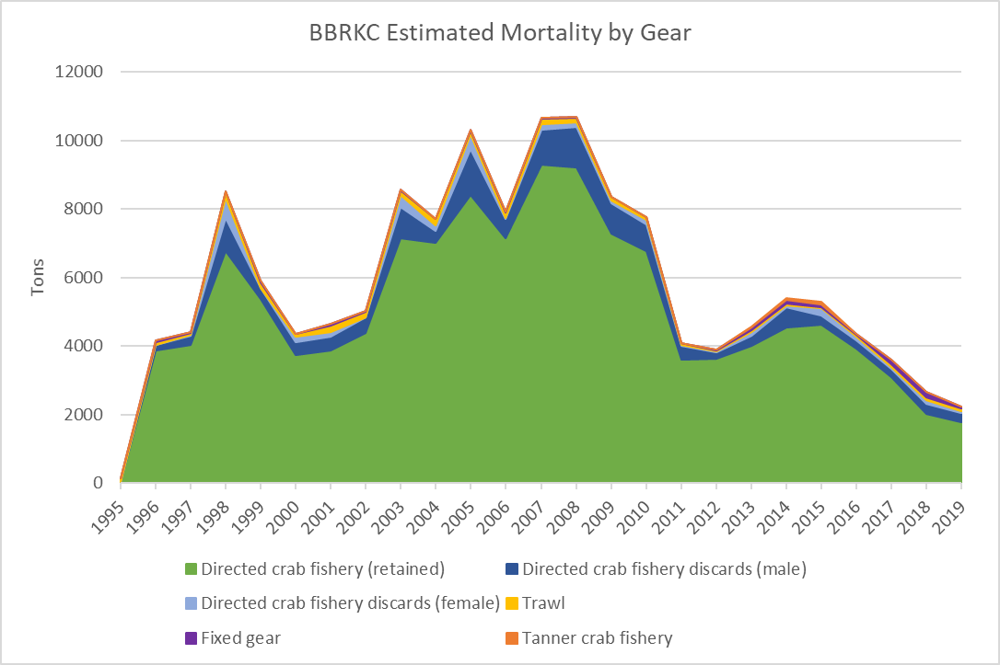 BBRKC Estimated Mortality by Gear
12000
10000
8000
6000
4000
2000
0
Tons
1995 1996 1997 1998 1999 2000 2001 2002 2003 2004 2005 2006 2007 2008 2009 2010 2011 2012 2013 2014 2015 2016 2017 2018 2019
Directed crab fishery (retained) Directed crab fishery discards (male)
Directed crab fishery discards (female) Trawl
Fixed gear Tanner crab fishery